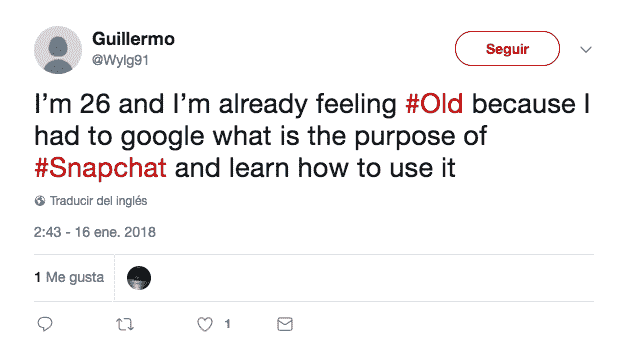 Guillermo
@Wylg91
Seguir
I'm 26 and I'm already feeling #Old because I
had to google what is the purpose of
#Snapchat and learn how to use it
Traducir del inglés
2:43 - 16 ene. 2018
1 Me gusta
1